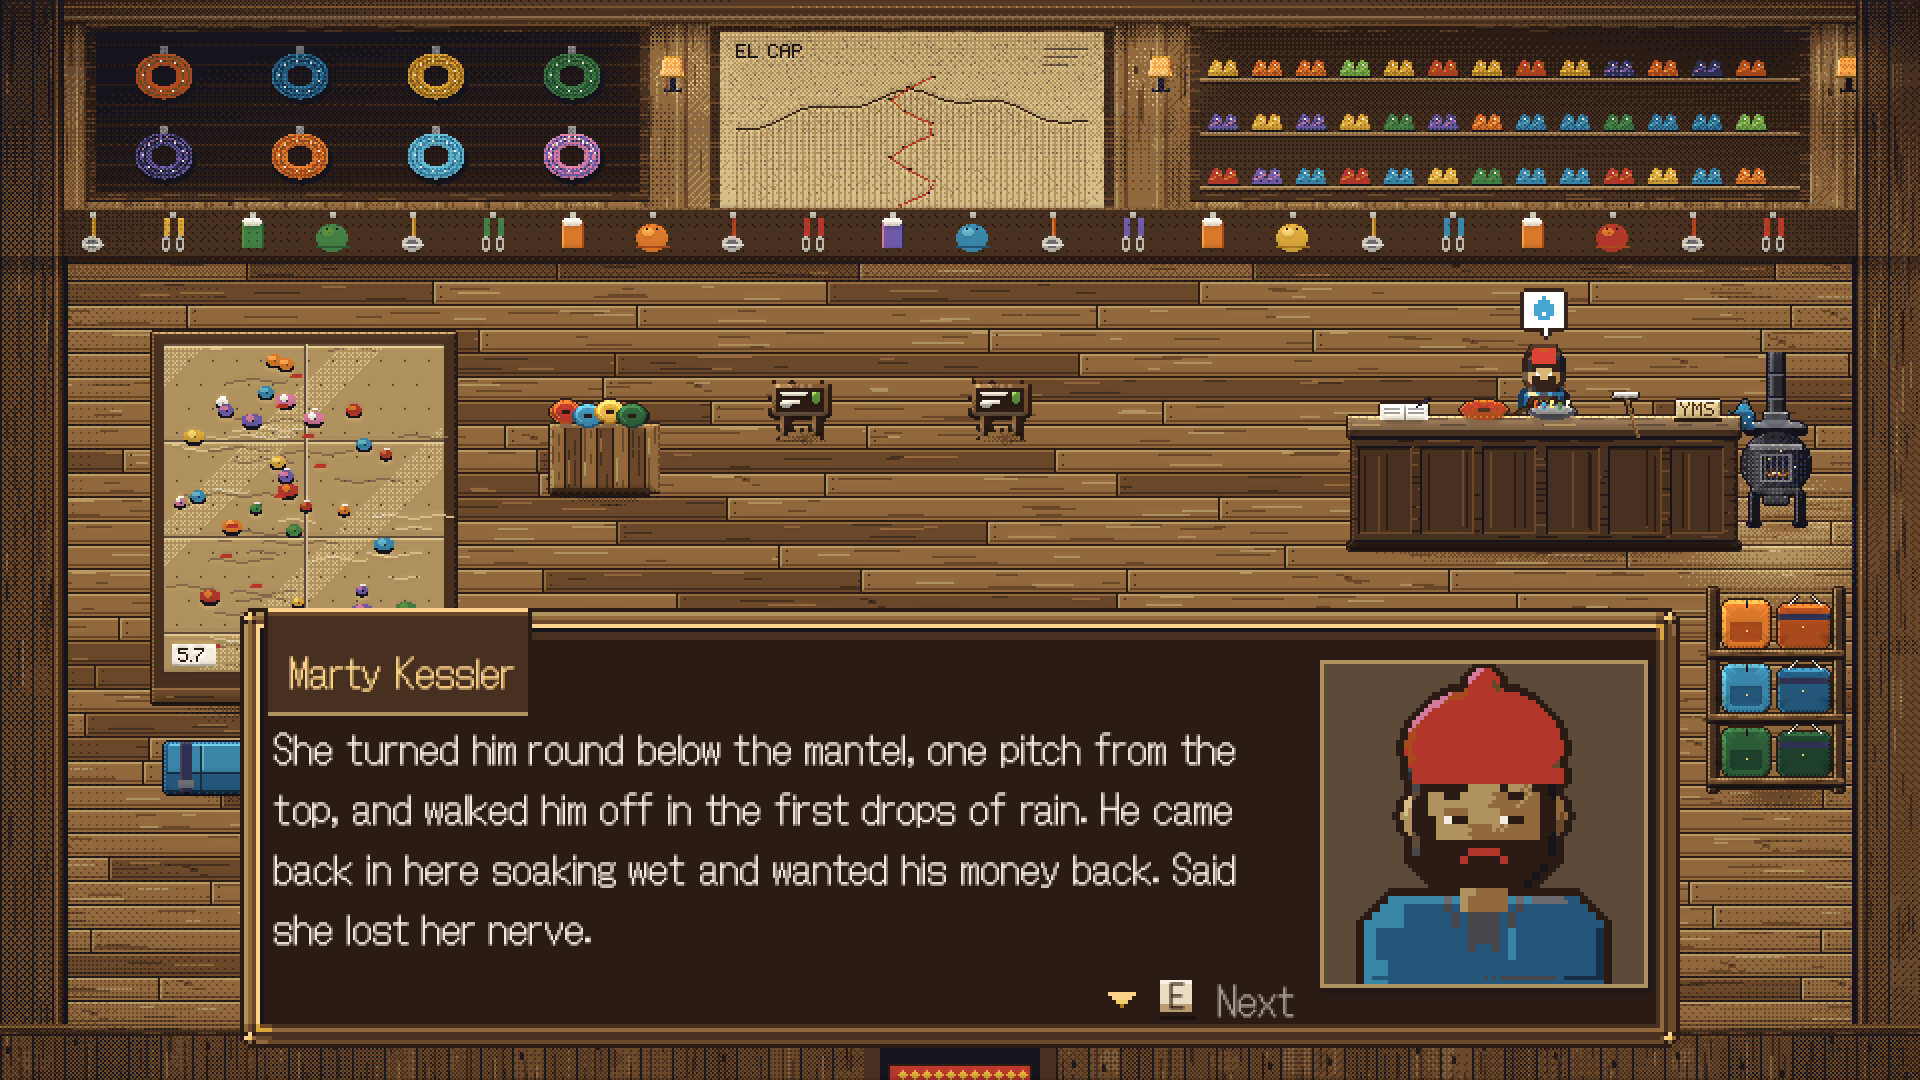 EL CAP
YMS
5.7
Marty Kessler
She turned him round below the mantel, one pitch from the
top, and walked him off in the first drops of rain. He came
back in here soaking wet and wanted his money back. Said
she lost her nerve.
E Next